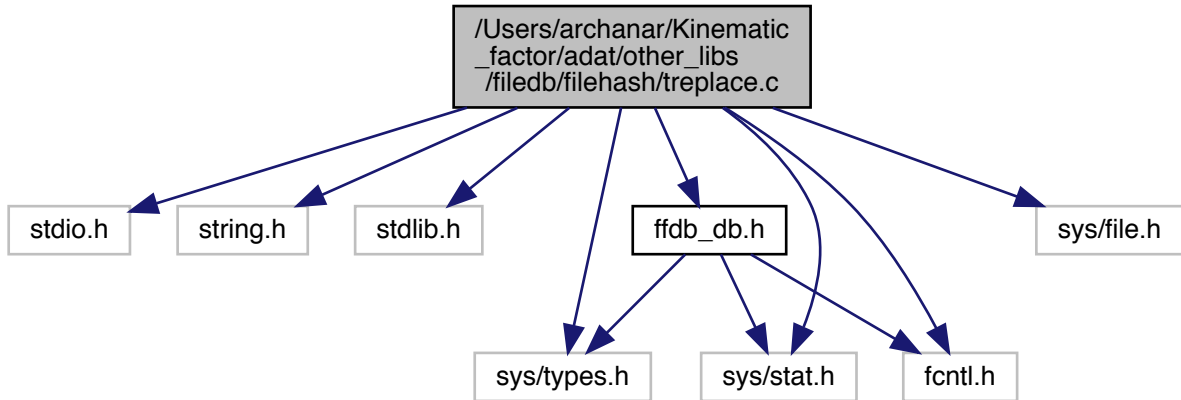 /Users/archanar/Kinematic
_factor/adat/other_libs
/filedb/filehash/treplace.c
stdio.h
string.h
stdlib.h
ffdb_db.h
sys/file.h
sys/types.h
sys/stat.h
fcntl.h